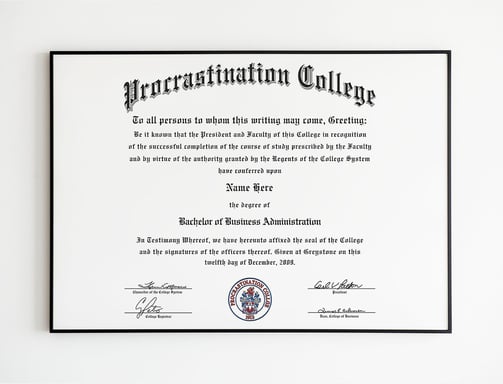 Procrastination College
To all persons to whom this writing may come, Greeting:
Be it known that the President and Faculty of this College in recognition
of the successful completion of the course of study prescribed by the Faculty
and by virtue of the authority granted by the Regents of the College System
have conferred upon
Name Here
the degree of
Bachelor of Business Administration
In Testimony Whereof, we have hereunto affixed the seal of the College
and the signatures of the officers thereof. Given at Greystone on this
twelfth day of December, 2009.
Chancellor of the College System
President
PROCRASTINATION COLLEGE
College Registrar
Dean, College of Business